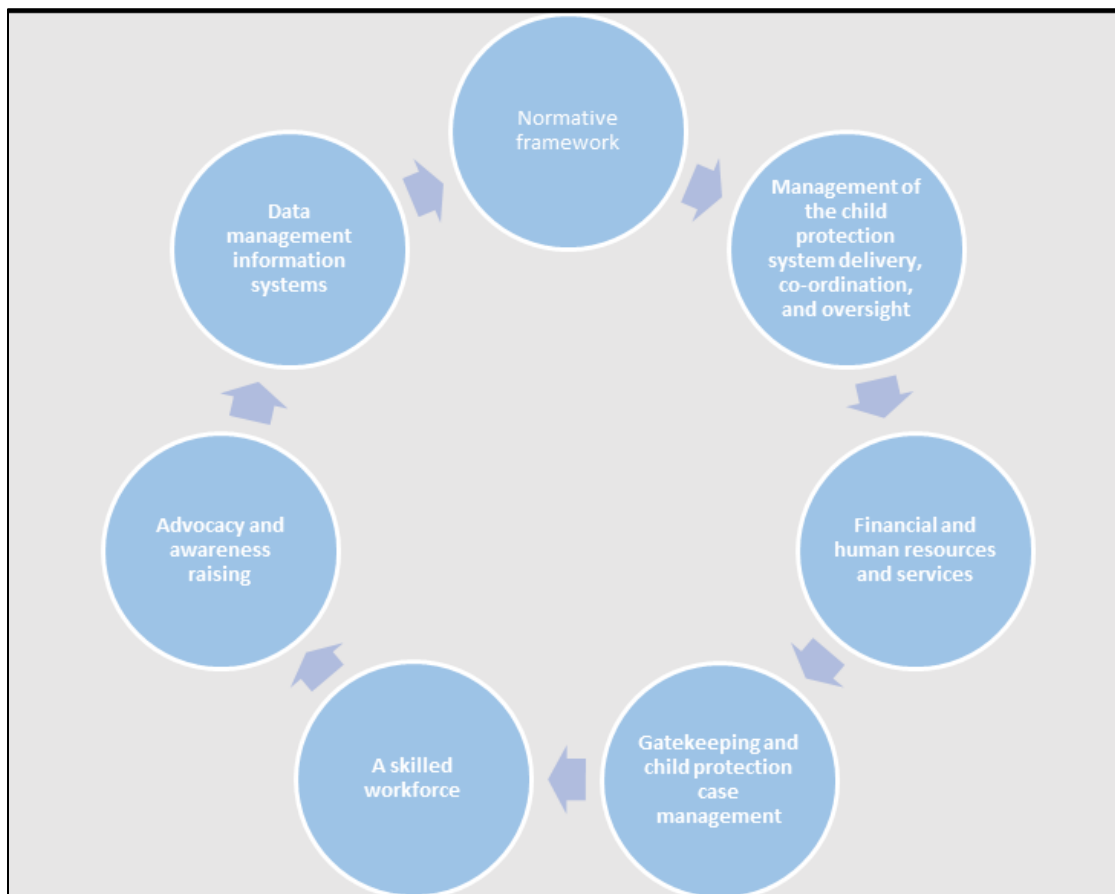 Normative
framework
Management of
the child
protection
system delivery,
co-ordination,
and oversight
Financial and
human resources
and services
Gatekeeping and
child protection
case
management
A skilled
workforce
Advocacy and
awareness
raising
Data
management
information
systems